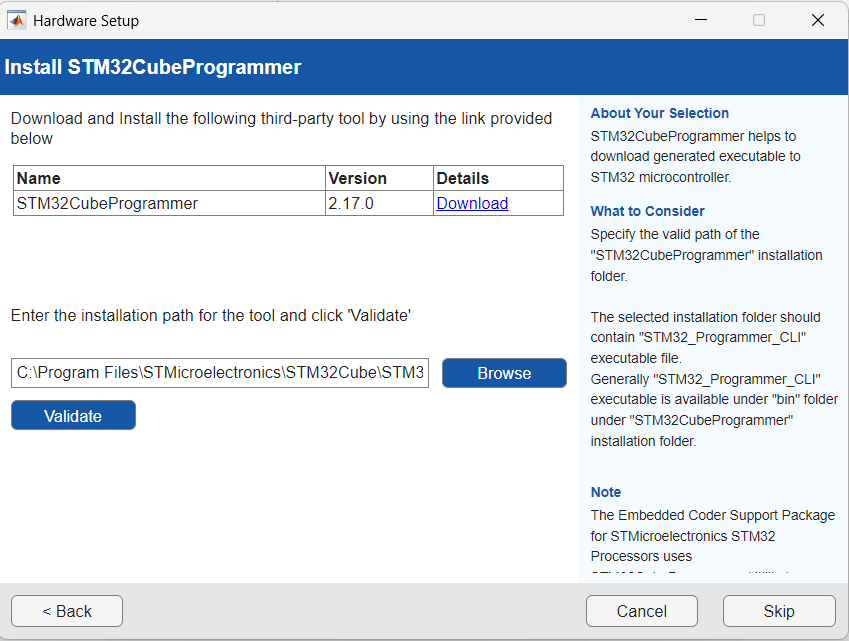 Hardware Setup
Install STM32CubeProgrammer
Download and Install the following third-party tool by using the link provided
below
Name Version Details
STM32CubeProgrammer 2.17.0 Download
Enter the installation path for the tool and click 'Validate'
C:\Program Files\STMicroelectronics\STM32Cube\STM3
Browse
Validate
About Your Selection
STM32CubeProgrammer helps to
download generated executable to
STM32 microcontroller.
What to Consider
Specify the valid path of the
"STM32CubeProgrammer" installation
folder.
The selected installation folder should
contain "STM32_Programmer_CLI"
executable file.
Generally "STM32_Programmer_CLI"
executable is available under "bin" folder
under "STM32CubeProgrammer"
installation folder.
Note
The Embedded Coder Support Package
for STMicroelectronics STM32
Processors uses
< Back
Cancel
Skip